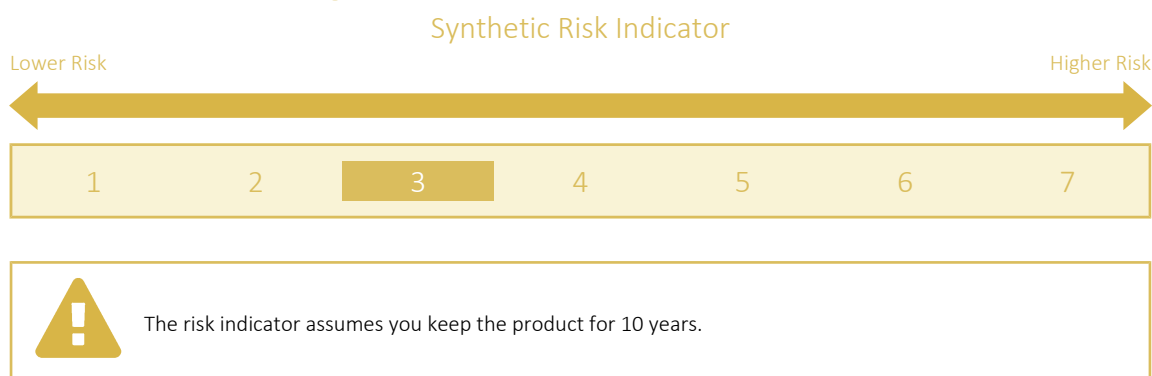 Synthetic Risk Indicator
Lower Risk Higher Risk
1 2 3 4 5 6 7
The risk indicator assumes you keep the product for 10 years.